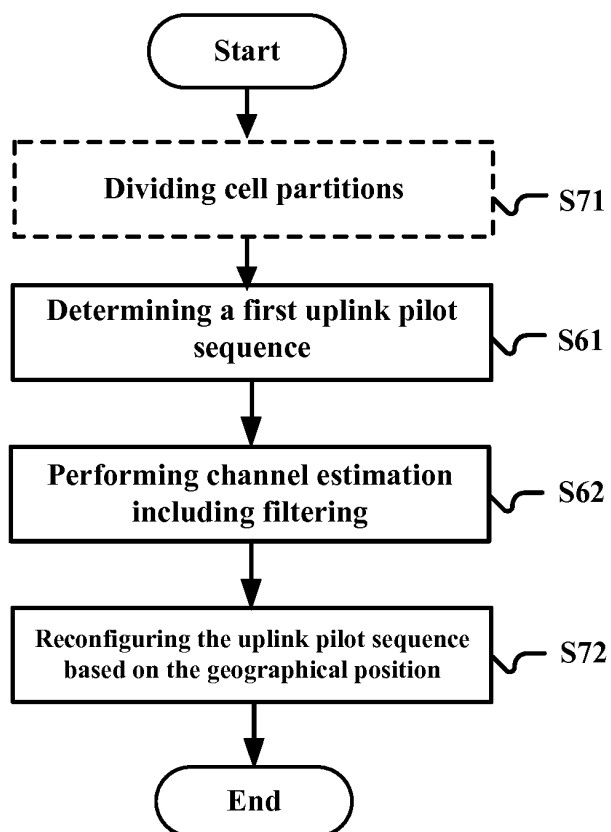 Start
Dividing cell partitions
S71
Determining a first uplink pilot
sequence
S61
Performing channel estimation
including filtering
S62
Reconfiguring the uplink pilot sequence
based on the geographical position
S72
End